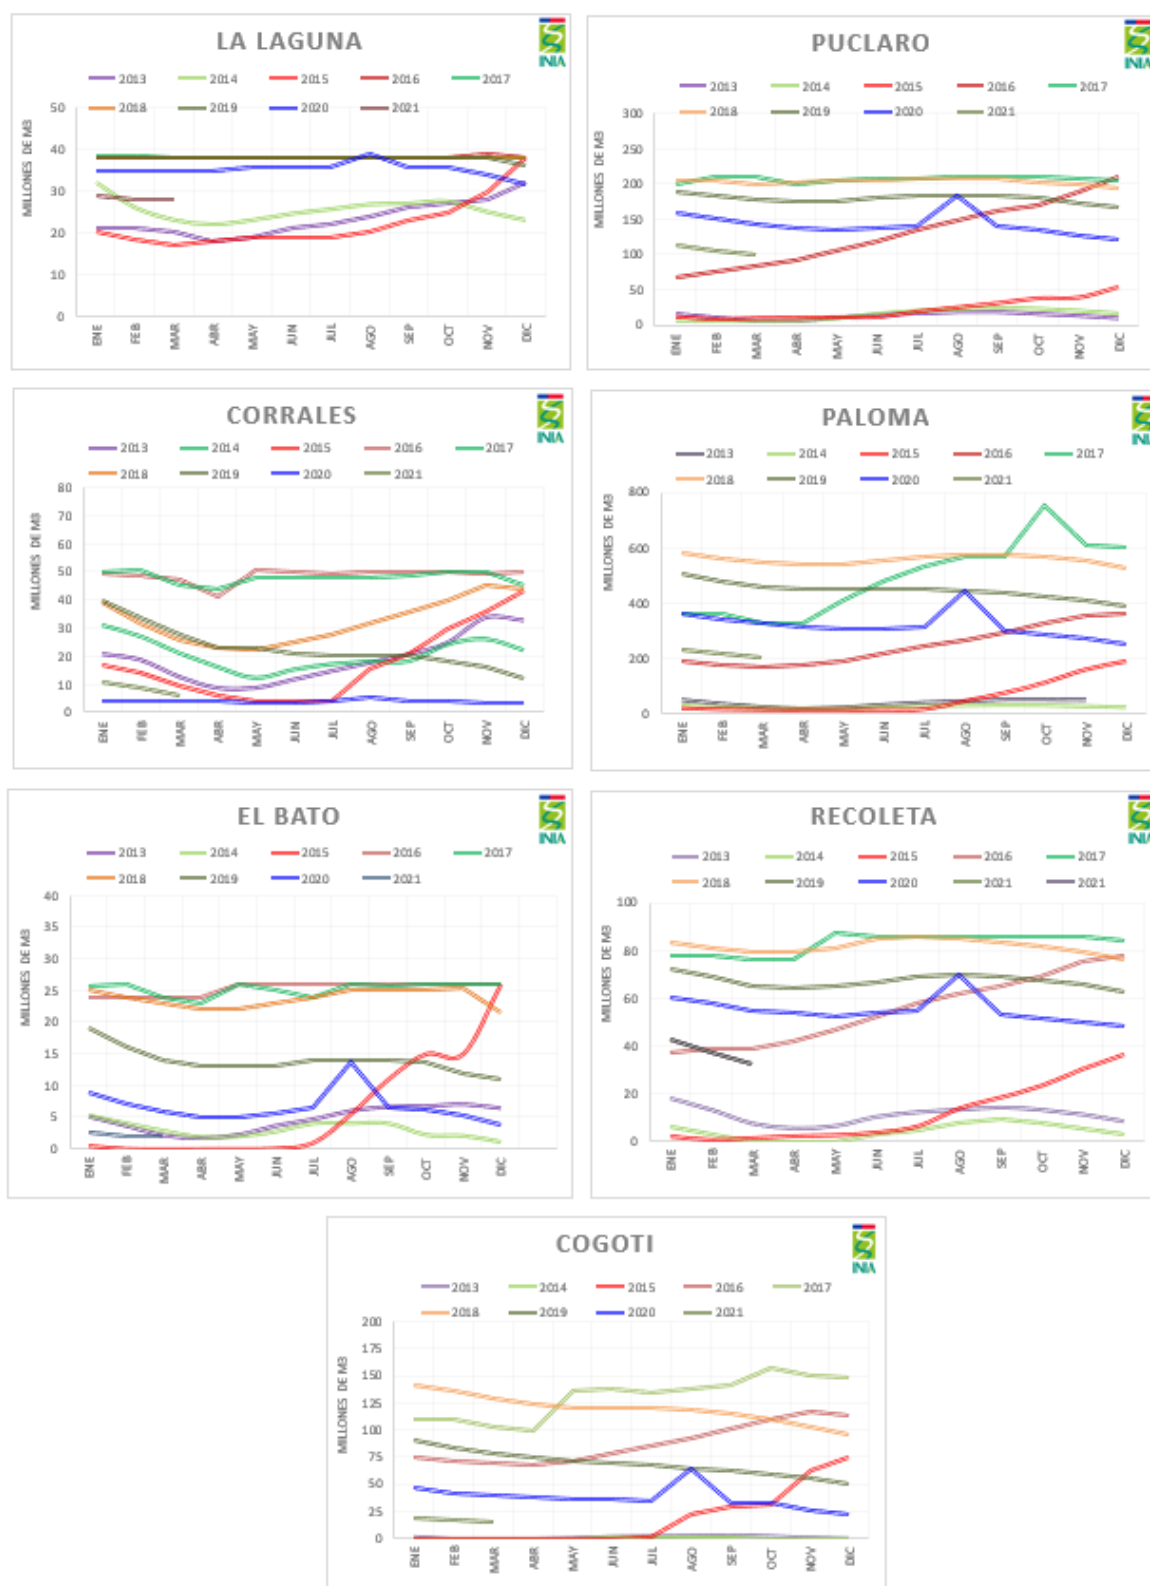 LA LAGUNA
INIA
2013 2014 2015 2016 2017
2018 2019 2020 2021
MILLONES DE M3
50
40
30
20
10
0
ENE FEB MAR ABR MAY JUN JUL AGO SEP OCT NOV DIC
PUCLARO
INIA
2013 2014 2015 2016 2017
2018 2019 2020 2021
MILLONES DE M3
300
250
200
150
100
50
0
ENE FEB MAR ABR MAY JUN JUL AGO SEP OCT NOV DIC
CORRALES
INIA
2013 2014 2015 2016 2017
2018 2019 2020 2021
MILLONES DE M3
80
70
60
50
40
30
20
10
0
ENE FEB MAR ABR MAY JUN JUL AGO SEP OCT NOV DIC
PALOMA
INIA
2013 2014 2015 2016 2017
2018 2019 2020 2021
MILLONES DE M3
800
600
400
200
0
ENE FEB MAR ABR MAY JUN JUL AGO SEP OCT NOV DIC
EL BATO
INIA
2013 2014 2015 2016 2017
2018 2019 2020 2021
MILLONES DE M3
40
35
30
25
20
15
10
5
0
ENE FEB MAR ABR MAY JUN JUL AGO SEP OCT NOV DIC
RECOLETA
INIA
2013 2014 2015 2016 2017
2018 2019 2020 2021 2021
MILLONES DE M3
100
80
60
40
20
0
ENE FEB MAR ABR MAY JUN JUL AGO SEP OCT NOV DIC
COGOTI
INIA
2013 2014 2015 2016 2017
2018 2019 2020 2021
MILLONES DE M3
200
175
150
125
100
75
50
25
0
ENE FEB MAR ABR MAY JUN JUL AGO SEP OCT NOV DIC